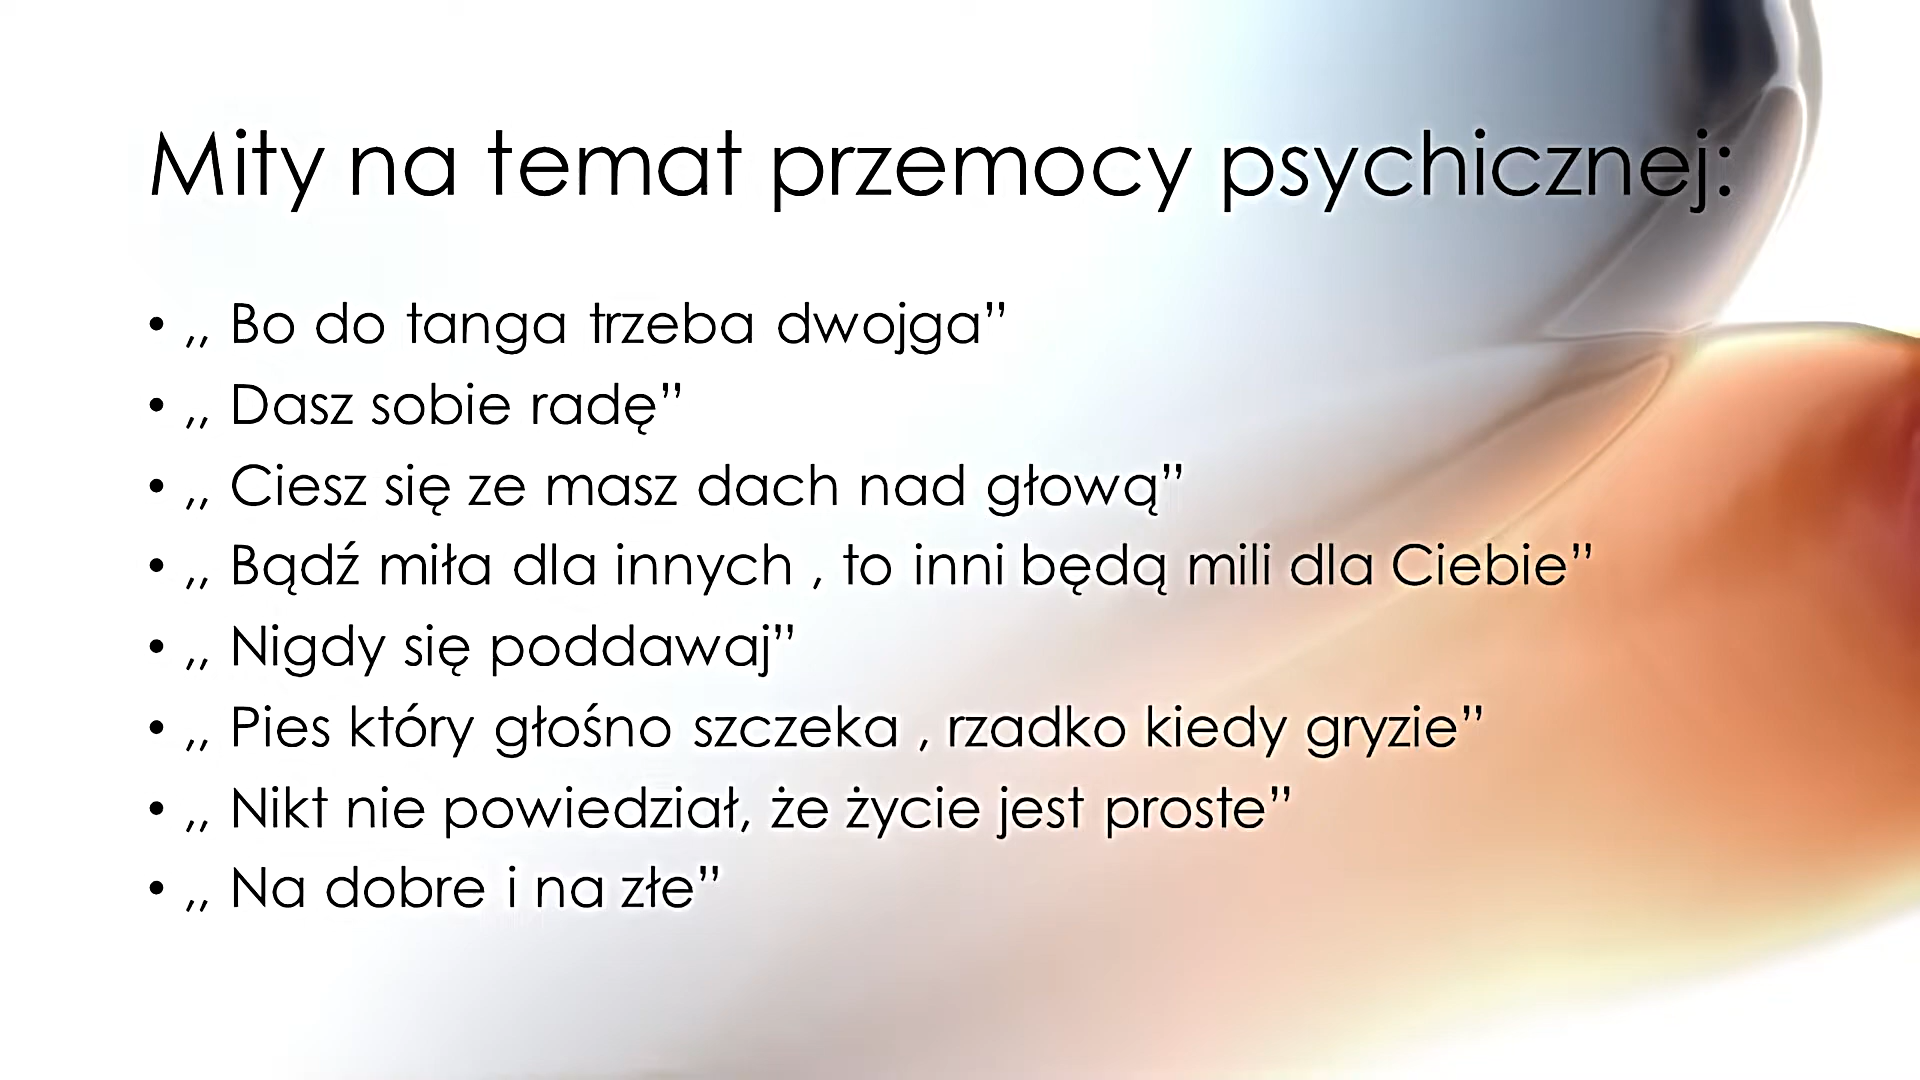 Mity na temat przemocy psychicznej:
• ,, Bo do tanga trzeba dwojga”
• ,, Dasz sobie radę”
• ,, Ciesz się ze masz dach nad głową”
• ,, Bądź miła dla innych , to inni będą mili dla Ciebie”
• ,, Nigdy się poddawaj”
• ,, Pies który głośno szczeka , rzadko kiedy gryzie”
• ,, Nikt nie powiedział, że życie jest proste”
• ,, Na dobre i na złe”